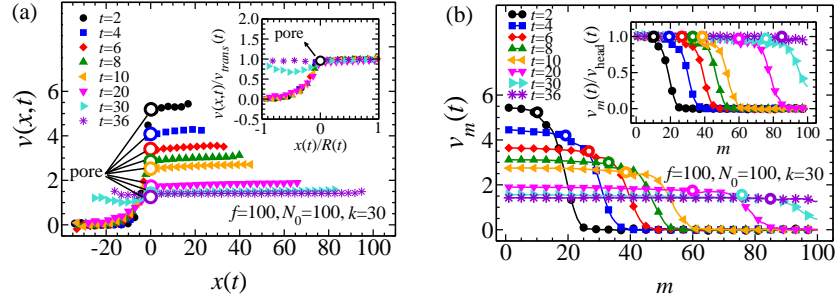 (a)
t=2
t=4
t=6
t=8
t=10
t=20
t=30
t=36
v(x,t)
8
6
4
2
0
-20 0 20 40 60 80 100
x(t)
pore
f=100, N0=100, k=30
pore
v(x,t)/v_trans(t)
2.0
1.5
1.0
0.5
0.0
-1 0 1
x(t)/R(t)
(b)
t=2
t=4
t=6
t=8
t=10
t=20
t=30
t=36
v_m(t)
6
4
2
0
0 20 40 60 80 100
m
f=100, N0=100, k=30
v_m(t)/v_head(t)
1.0
0.5
0.0
0 20 40 60 80 100
m